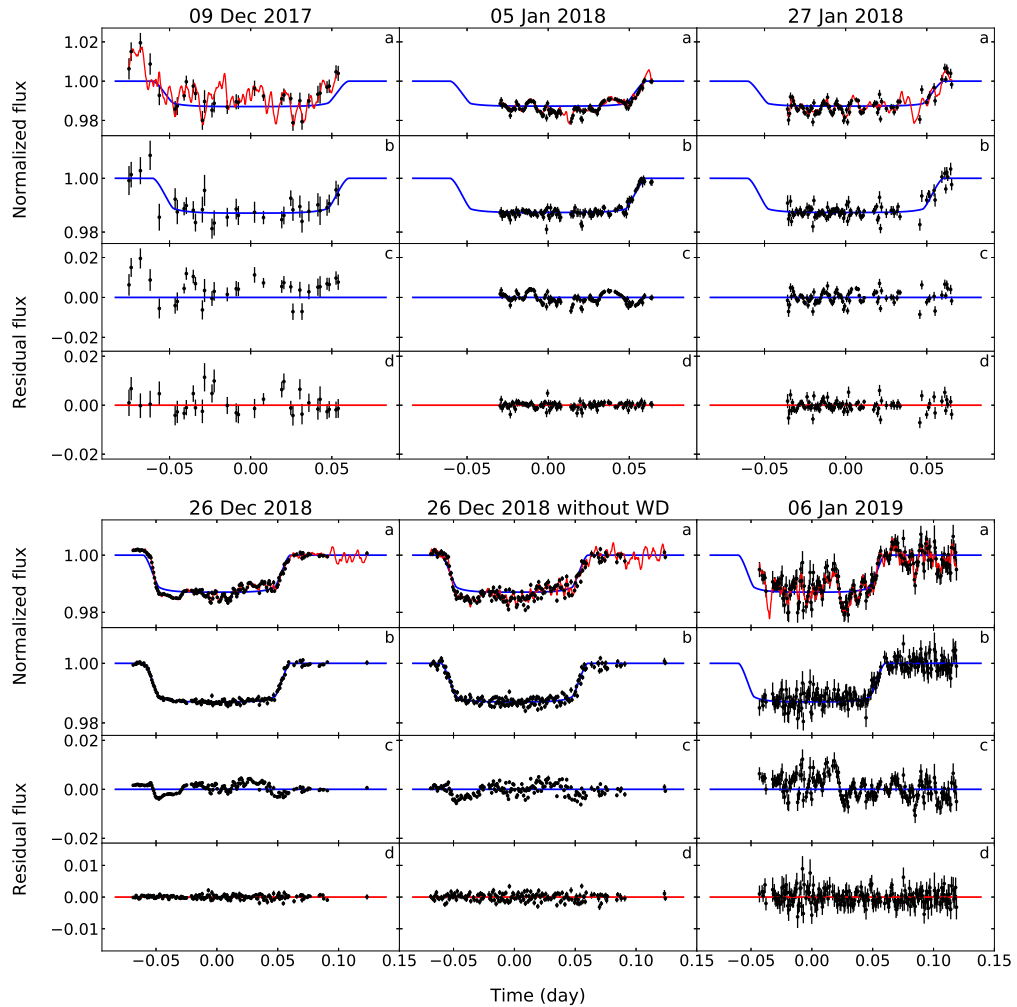 09 Dec 2017 05 Jan 2018 27 Jan 2018
Normalized flux
1.02
1.00
0.98
a a a
1.00
0.98
b b b
Residual flux
0.02
0.00
−0.02
c c c
0.02
0.00
−0.02
d d d
−0.05 0.00 0.05 −0.05 0.00 0.05 −0.05 0.00 0.05
26 Dec 2018 26 Dec 2018 without WD 06 Jan 2019
Normalized flux
1.00
0.98
a a a
1.00
0.98
b b b
Residual flux
0.02
0.00
−0.02
c c c
0.01
0.00
−0.01
d d d
−0.05 0.00 0.05 0.10 0.15 −0.05 0.00 0.05 0.10 −0.05 0.00 0.05 0.10 0.15
Time (day)